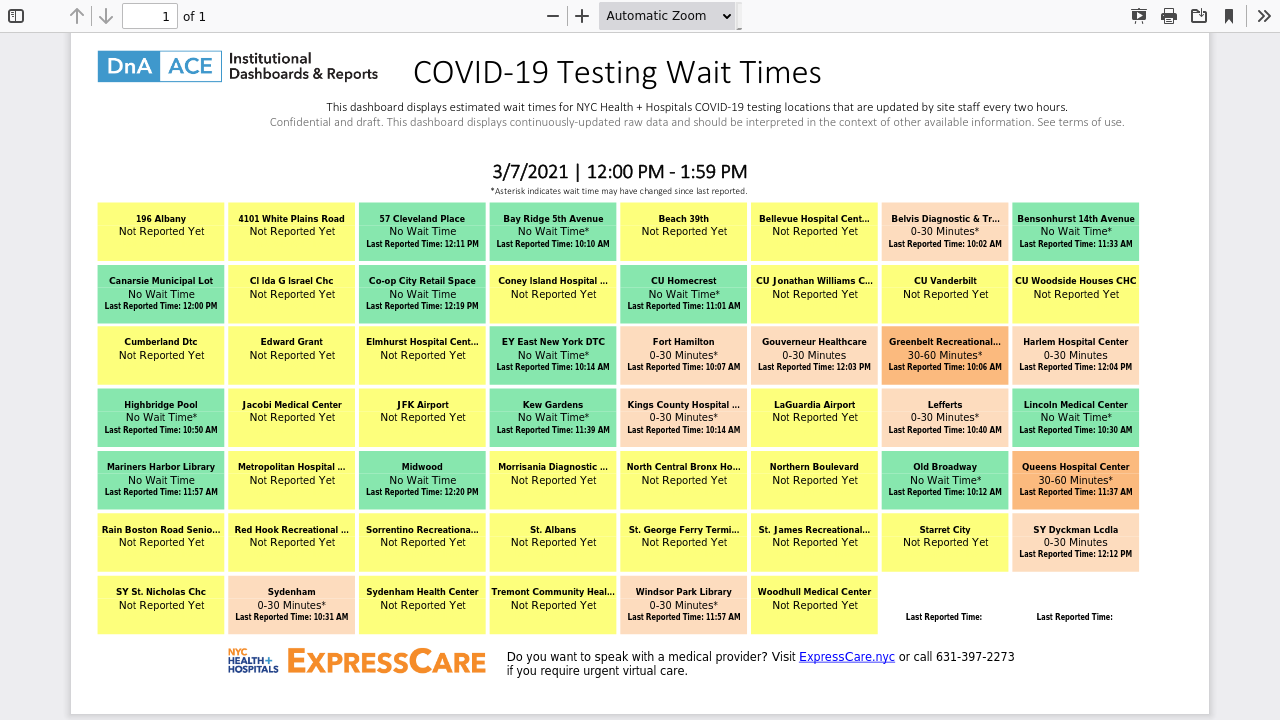 1 of 1 Automatic Zoom
DnA ACE Institutional
Dashboards & Reports
COVID-19 Testing Wait Times
This dashboard displays estimated wait times for NYC Health + Hospitals COVID-19 testing locations that are updated by site staff every two hours.
Confidential and draft. This dashboard displays continuously-updated raw data and should be interpreted in the context of other available information. See terms of use.
3/7/2021 | 12:00 PM - 1:59 PM
*Asterisk indicates wait time may have changed since last reported.
196 Albany
Not Reported Yet
4101 White Plains Road
Not Reported Yet
57 Cleveland Place
No Wait Time
Last Reported Time: 12:11 PM
Bay Ridge 5th Avenue
No Wait Time*
Last Reported Time: 10:10 AM
Beach 39th
Not Reported Yet
Bellevue Hospital Cent...
Not Reported Yet
Belvis Diagnostic & Tr...
0-30 Minutes*
Last Reported Time: 10:02 AM
Bensonhurst 14th Avenue
No Wait Time*
Last Reported Time: 11:33 AM
Canarsie Municipal Lot
No Wait Time
Last Reported Time: 12:00 PM
Cl Ida G Israel Chc
Not Reported Yet
Co-op City Retail Space
No Wait Time
Last Reported Time: 12:19 PM
Coney Island Hospital ...
Not Reported Yet
CU Homecrest
No Wait Time*
Last Reported Time: 11:01 AM
CU Jonathan Williams C...
Not Reported Yet
CU Vanderbilt
Not Reported Yet
CU Woodside Houses CHC
Not Reported Yet
Cumberland Dtc
Not Reported Yet
Edward Grant
Not Reported Yet
Elmhurst Hospital Cent...
Not Reported Yet
EY East New York DTC
No Wait Time*
Last Reported Time: 10:14 AM
Fort Hamilton
0-30 Minutes*
Last Reported Time: 10:07 AM
Gouverneur Healthcare
0-30 Minutes
Last Reported Time: 12:03 PM
Greenbelt Recreational...
30-60 Minutes*
Last Reported Time: 10:06 AM
Harlem Hospital Center
0-30 Minutes
Last Reported Time: 12:04 PM
Highbridge Pool
No Wait Time*
Last Reported Time: 10:50 AM
Jacobi Medical Center
Not Reported Yet
JFK Airport
Not Reported Yet
Kew Gardens
No Wait Time*
Last Reported Time: 11:39 AM
Kings County Hospital ...
0-30 Minutes*
Last Reported Time: 10:14 AM
LaGuardia Airport
Not Reported Yet
Lefferts
0-30 Minutes*
Last Reported Time: 10:40 AM
Lincoln Medical Center
No Wait Time*
Last Reported Time: 10:30 AM
Mariners Harbor Library
No Wait Time
Last Reported Time: 11:57 AM
Metropolitan Hospital ...
Not Reported Yet
Midwood
No Wait Time
Last Reported Time: 12:20 PM
Morrisania Diagnostic ...
Not Reported Yet
North Central Bronx Ho...
Not Reported Yet
Northern Boulevard
Not Reported Yet
Old Broadway
No Wait Time*
Last Reported Time: 10:12 AM
Queens Hospital Center
30-60 Minutes*
Last Reported Time: 11:37 AM
Rain Boston Road Senio...
Not Reported Yet
Red Hook Recreational ...
Not Reported Yet
Sorrentino Recreationa...
Not Reported Yet
St. Albans
Not Reported Yet
St. George Ferry Termi...
Not Reported Yet
St. James Recreational...
Not Reported Yet
Starret City
Not Reported Yet
SY Dyckman Lcdla
0-30 Minutes
Last Reported Time: 12:12 PM
SY St. Nicholas Chc
Not Reported Yet
Sydenham
0-30 Minutes*
Last Reported Time: 10:31 AM
Sydenham Health Center
Not Reported Yet
Tremont Community Heal...
Not Reported Yet
Windsor Park Library
0-30 Minutes*
Last Reported Time: 11:57 AM
Woodhull Medical Center
Not Reported Yet
Last Reported Time:
Last Reported Time:
NYC
HEALTH+
HOSPITALS
EXPRESSCARE
Do you want to speak with a medical provider? Visit ExpressCare.nyc or call 631-397-2273
if you require urgent virtual care.